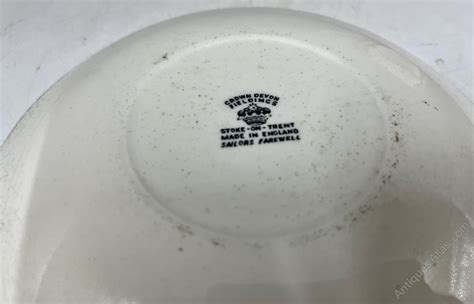 CROWN DEVON
FIELDINGS
STOKE-ON-TRENT
MADE IN ENGLAND
SAILORS FAREWELL